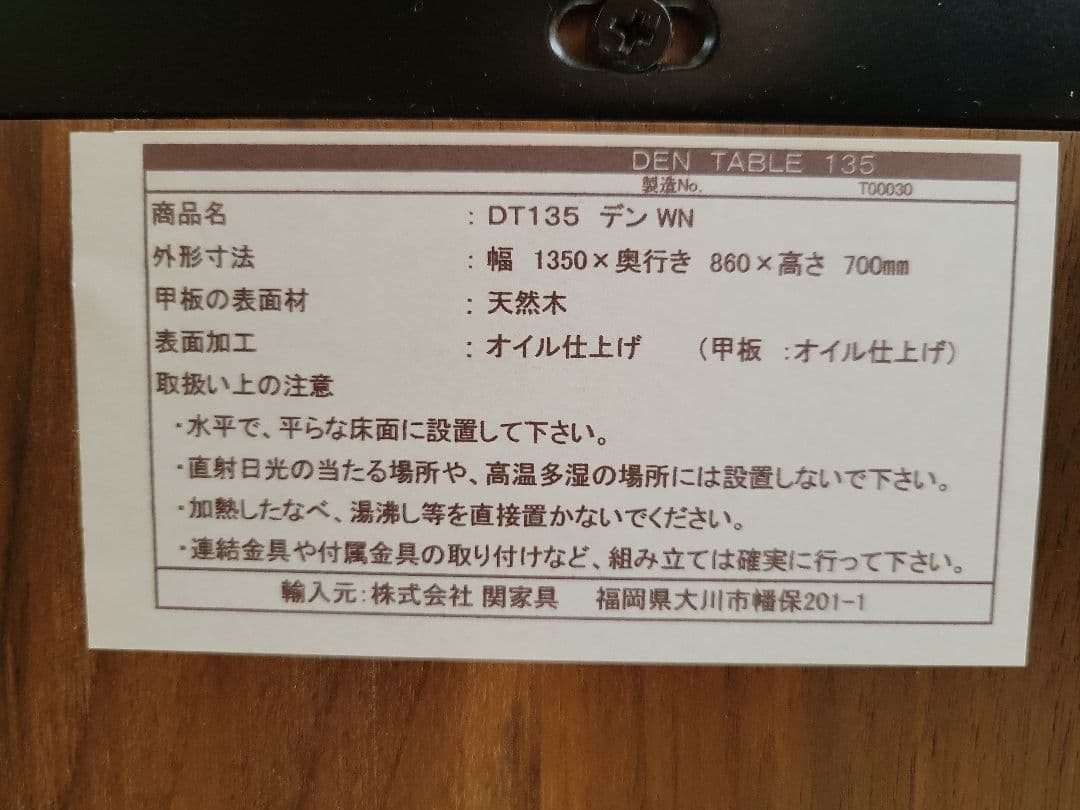 DEN TABLE 135
製造No. T00030
商品名 : DT135 デン WN
外形寸法 : 幅 1350×奥行き 860×高さ 700mm
甲板の表面材 : 天然木
表面加工 : オイル仕上げ (甲板 :オイル仕上げ)
取扱い上の注意
・水平で、平らな床面に設置して下さい。
・直射日光の当たる場所や、高温多湿の場所には設置しないで下さい。
・加熱したなべ、湯沸し等を直接置かないでください。
・連結金具や付属金具の取り付けなど、組み立ては確実に行って下さい。
輸入元:株式会社 関家具 福岡県大川市幡保201-1